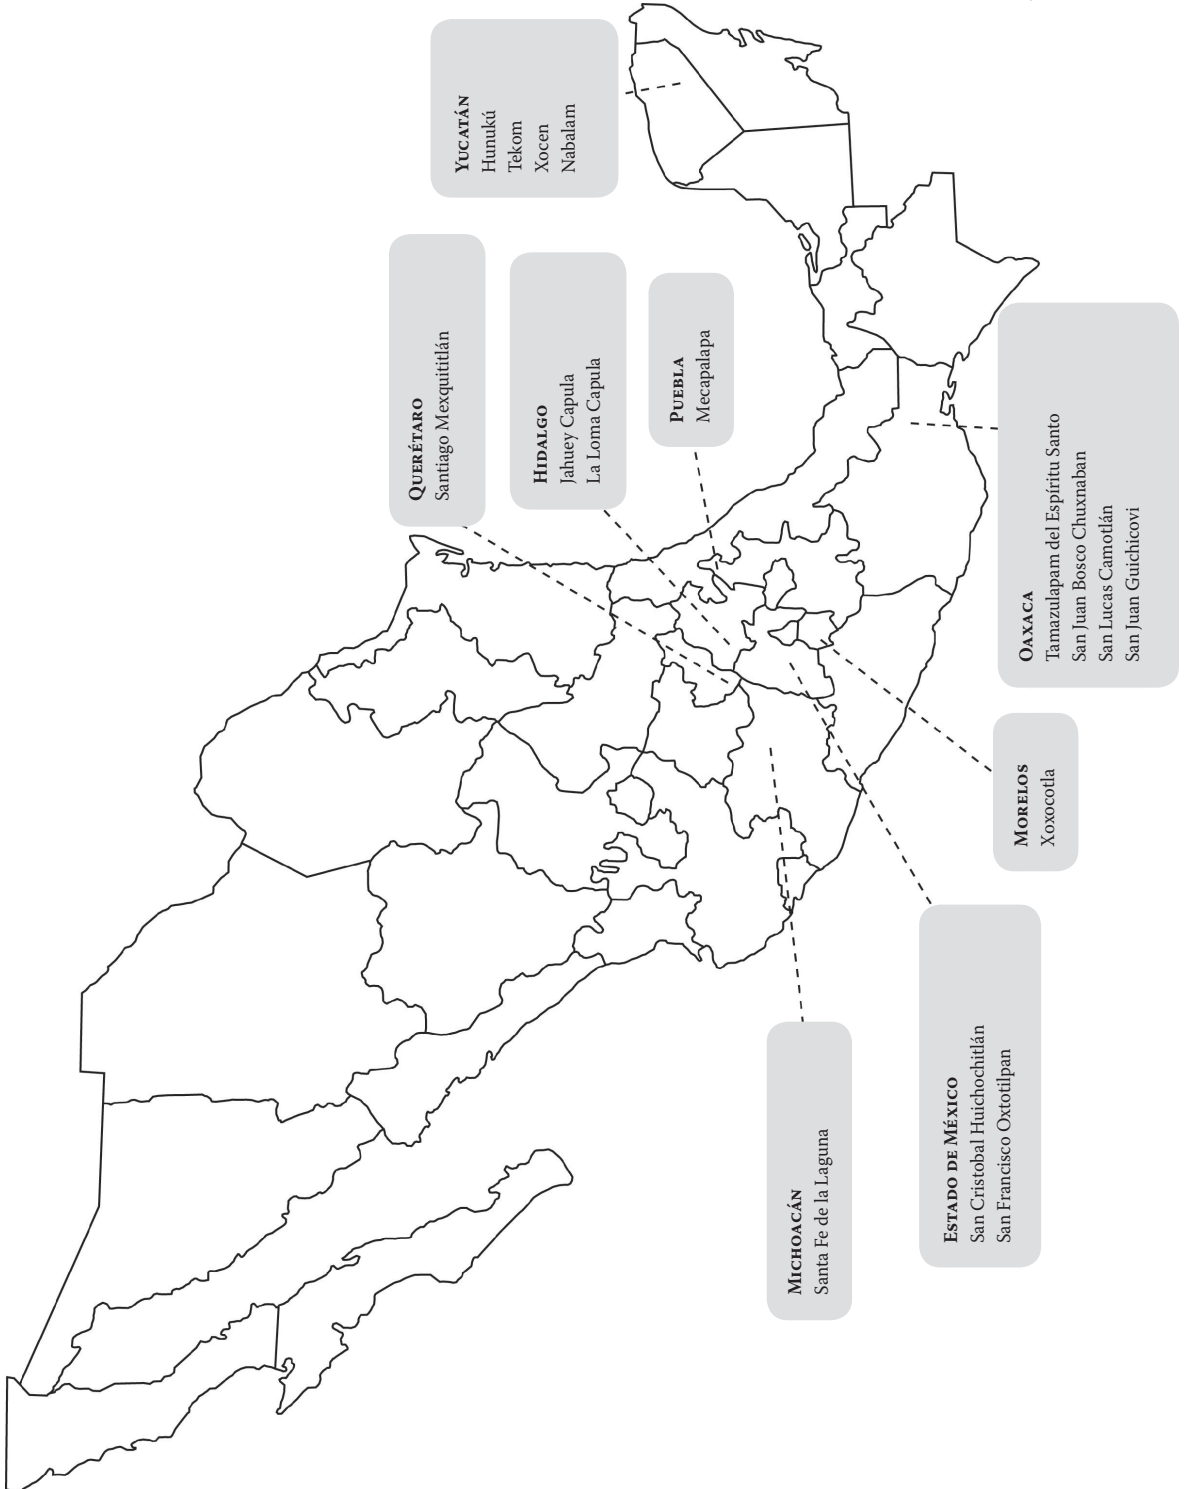 YUCATÁN
Hunukú
Tekom
Xocen
Nabalam
QUERÉTARO
Santiago Mexquititlán
HIDALGO
Jahuey Capula
La Loma Capula
PUEBLA
Mecapalapa
MICHOACÁN
Santa Fe de la Laguna
ESTADO DE MÉXICO
San Cristobal Huichochitlán
San Francisco Oxtotilpan
MORELOS
Xoxocotla
OAXACA
Tamazulapam del Espíritu Santo
San Juan Bosco Chuxnaban
San Lucas Camotlán
San Juan Guichicovi